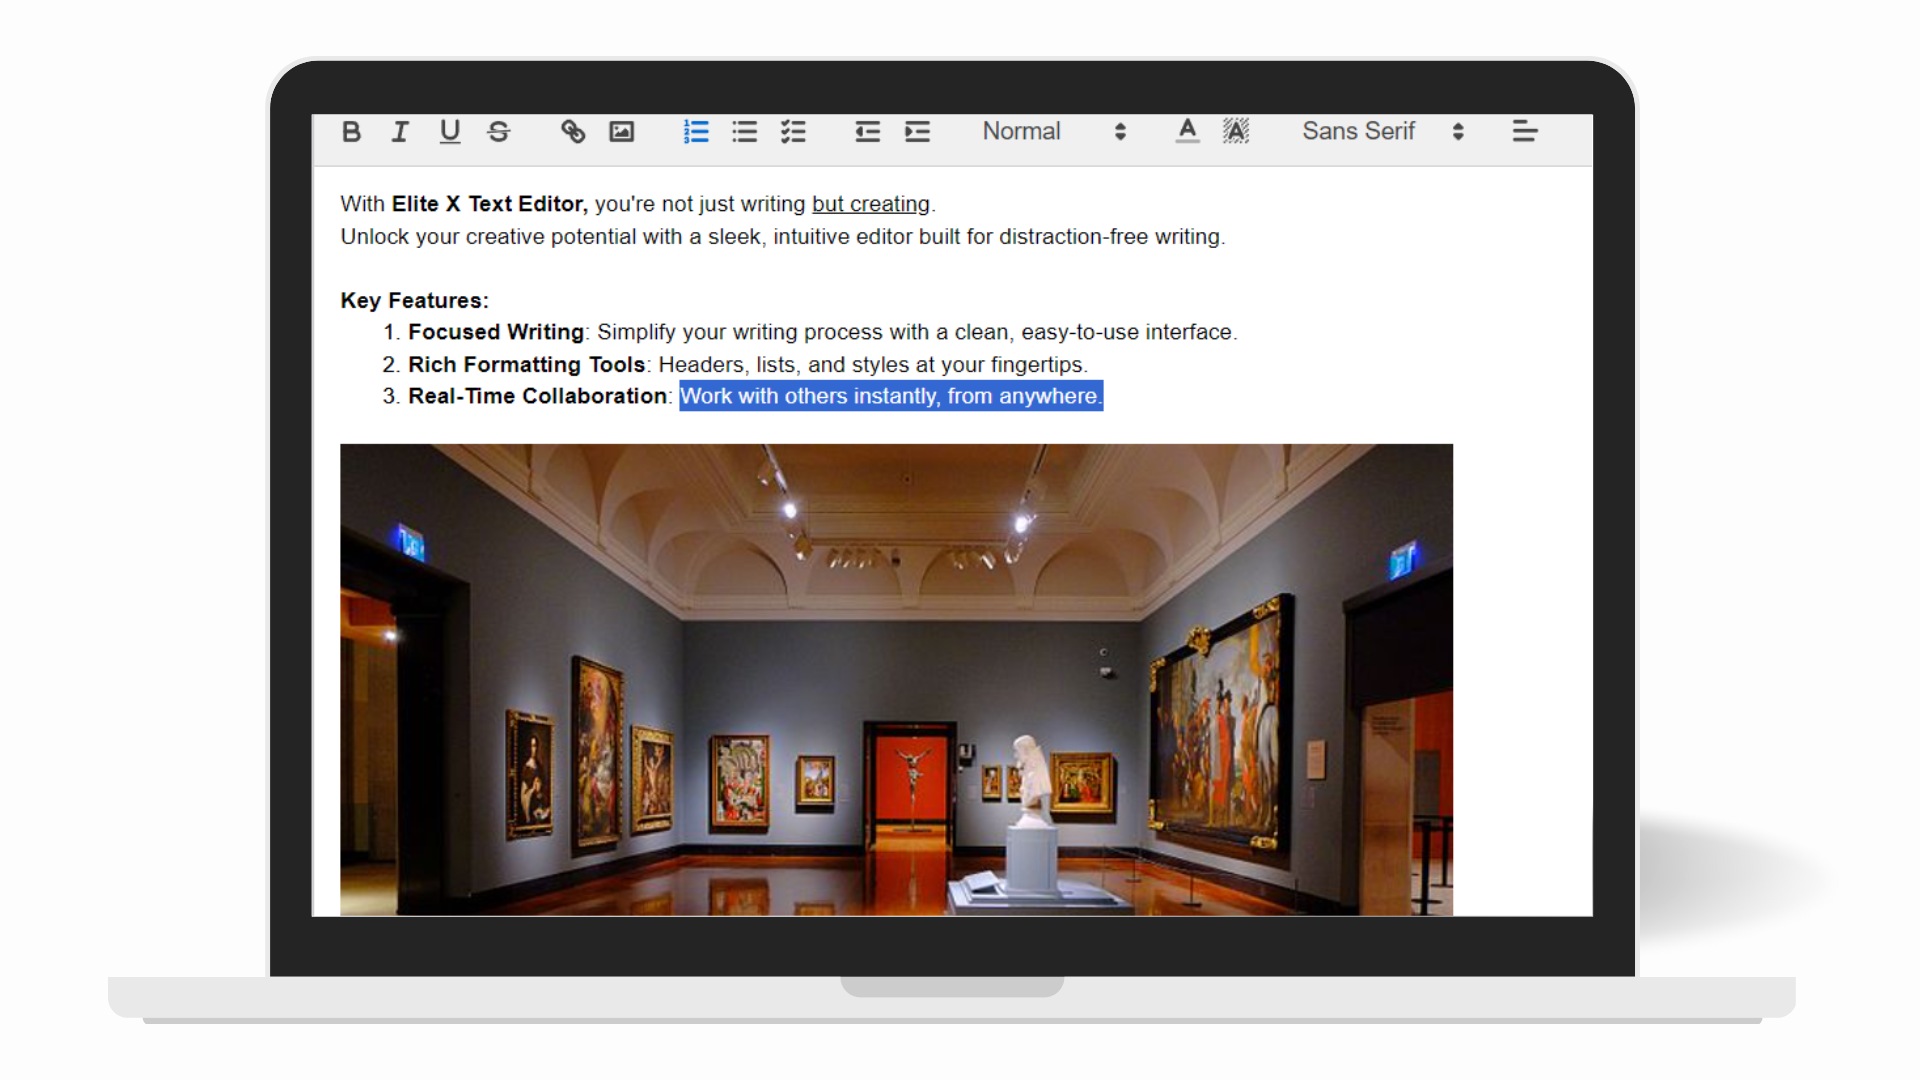 Normal
Sans Serif
With Elite X Text Editor, you're not just writing but creating.
Unlock your creative potential with a sleek, intuitive editor built for distraction-free writing.
Key Features:
1. Focused Writing: Simplify your writing process with a clean, easy-to-use interface.
2. Rich Formatting Tools: Headers, lists, and styles at your fingertips.
3. Real-Time Collaboration: Work with others instantly, from anywhere.